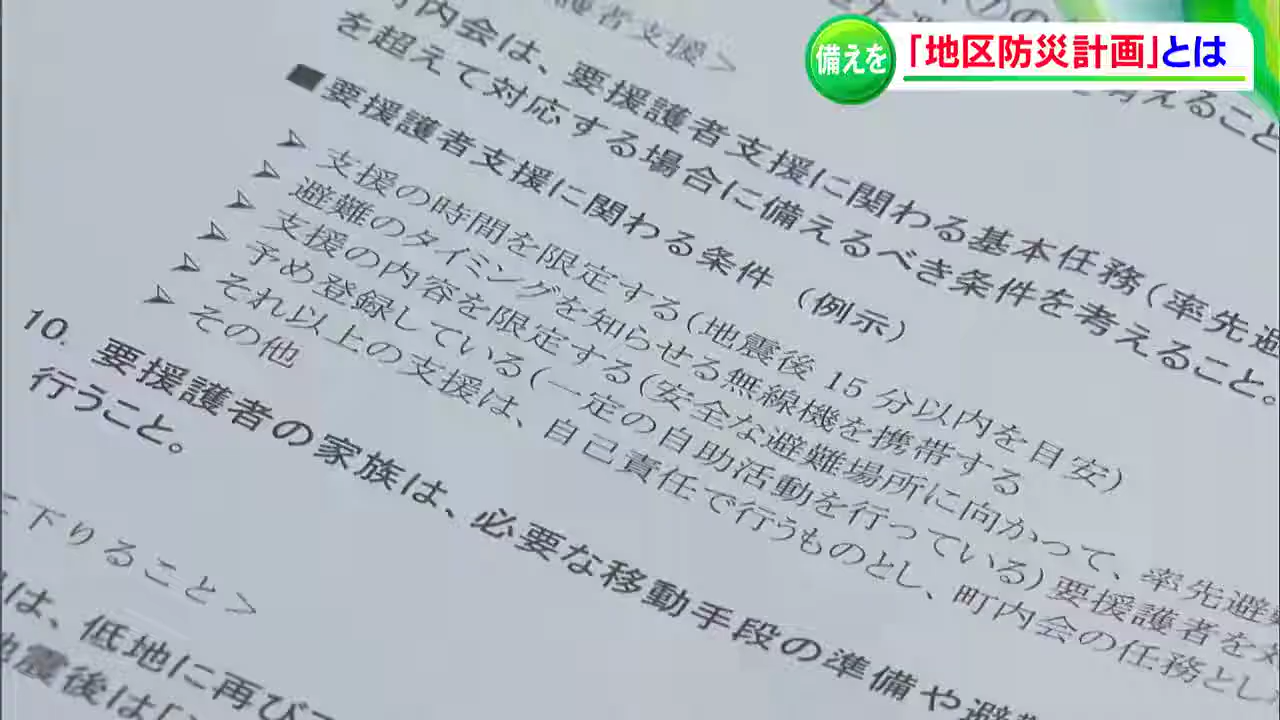 備えを
「地区防災計画」とは
護者支援＞
町内会は、要援護者支援に関わる基本任務（率先避
を超えて対応する場合に備えるべき条件を考えること。
■要援護者支援に関わる条件（例示）
➢ 支援の時間を限定する（地震後 15 分以内を目安）
➢ 避難のタイミングを知らせる無線機を携帯する
➢ 支援の内容を限定する（安全な避難場所に向かって、率先避難
➢ 予め登録している（一定の自助活動を行っている）要援護者を対
➢ それ以上の支援は、自己責任で行うものとし、町内会の任務とし
➢ その他
10. 要援護者の家族は、必要な移動手段の準備や避難
行うこと。
に下りること＞
は、低地に再び
地震後は「